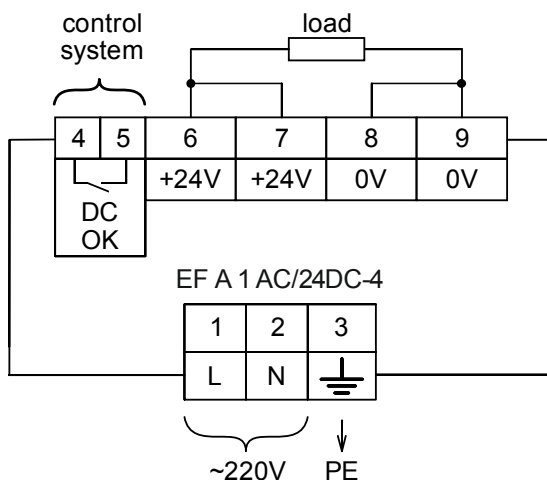 control
system
load
4 5 6 7 8 9
+24V +24V 0V 0V
DC
OK
EF A 1 AC/24DC-4
1 2 3
L N
~220V PE